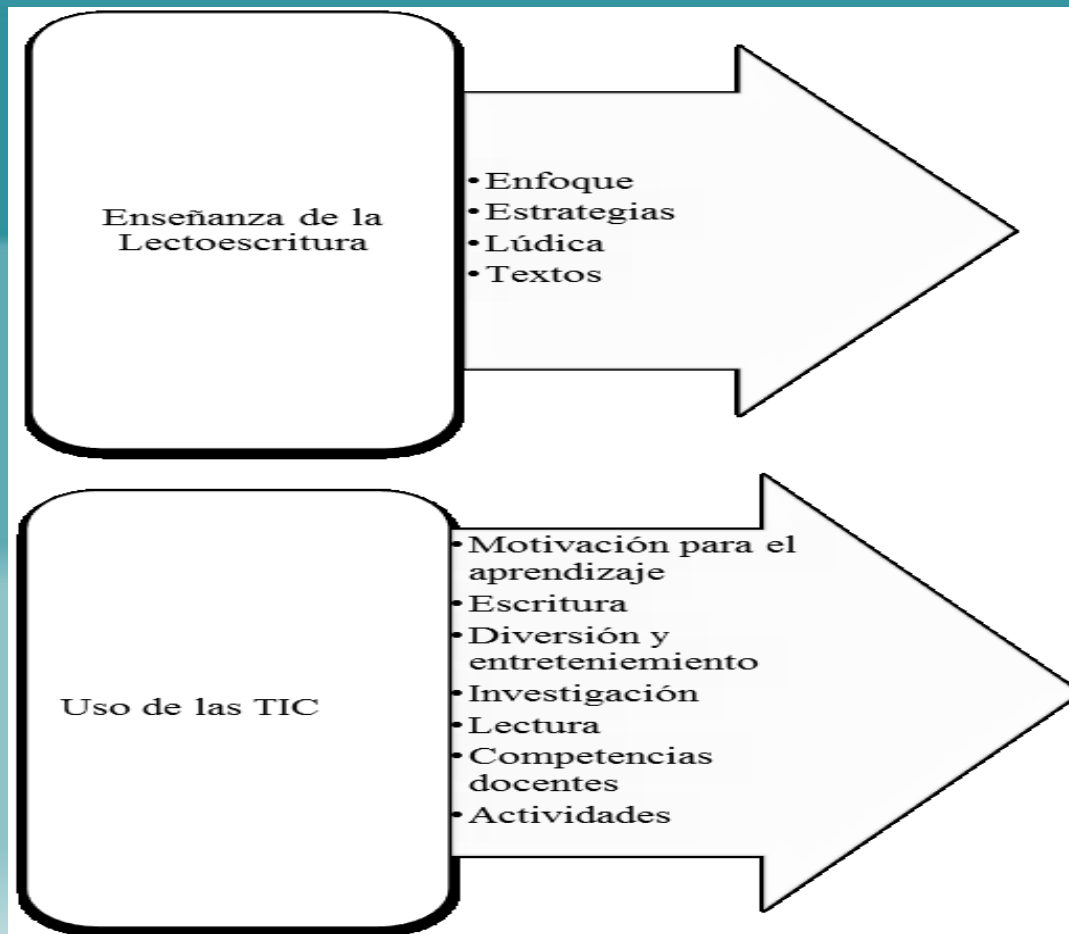 Enseñanza de la
Lectoescritura
• Enfoque
• Estrategias
• Lúdica
• Textos
Uso de las TIC
• Motivación para el
aprendizaje
• Escritura
• Diversión y
entreteniemiento
• Investigación
• Lectura
• Competencias
docentes
• Actividades